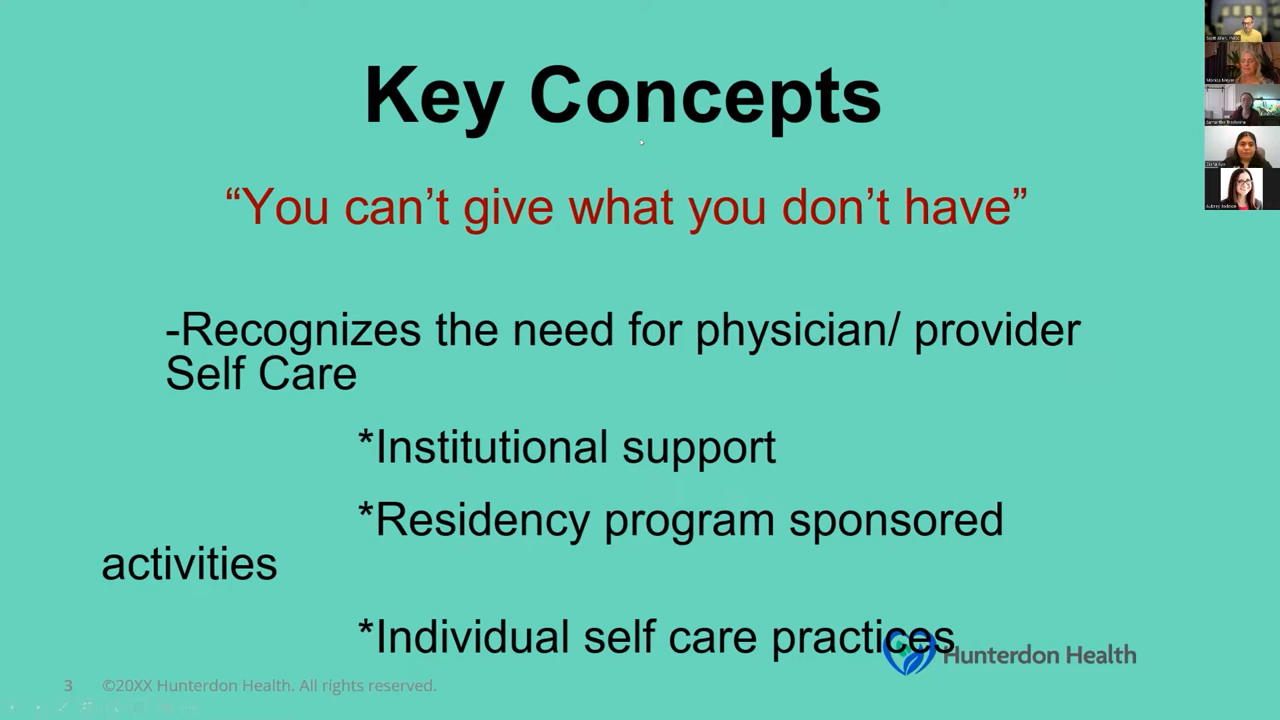 Key Concepts
“You can’t give what you don’t have”
-Recognizes the need for physician/ provider
Self Care
*Institutional support
*Residency program sponsored
activities
*Individual self care practices
Hunterdon Health
3 ©20XX Hunterdon Health. All rights reserved.